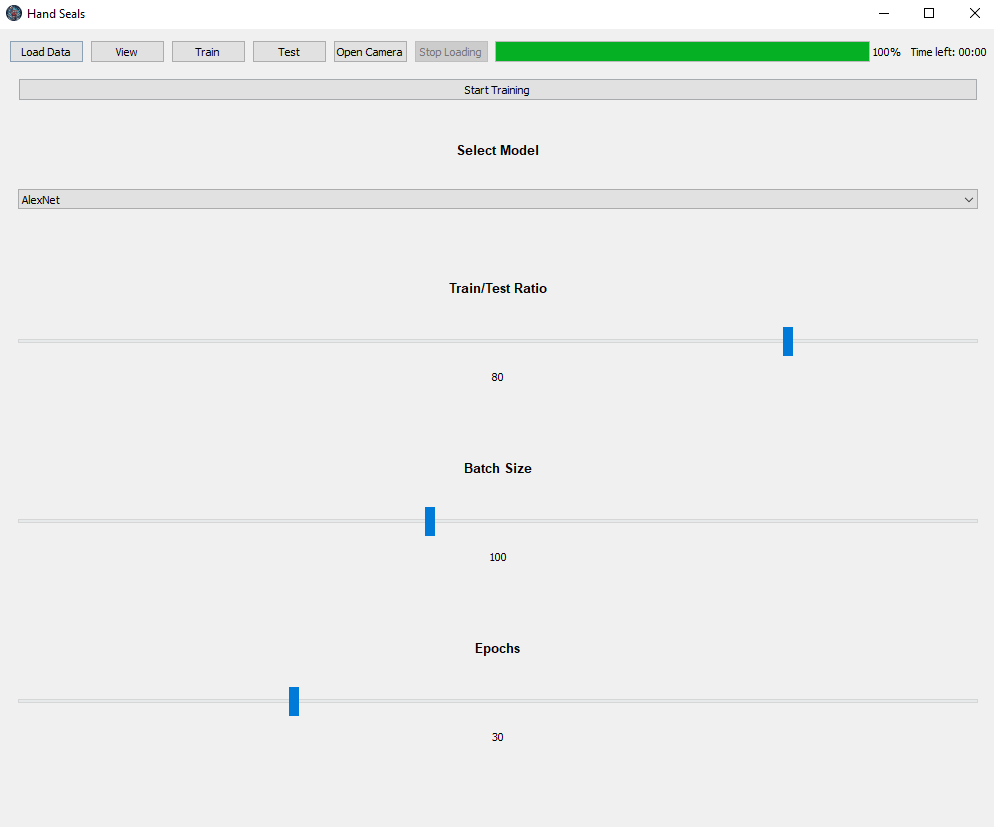 Hand Seals
Load Data View Train Test Open Camera Stop Loading 100% Time left: 00:00
Start Training
Select Model
AlexNet
Train/Test Ratio
80
Batch Size
100
Epochs
30